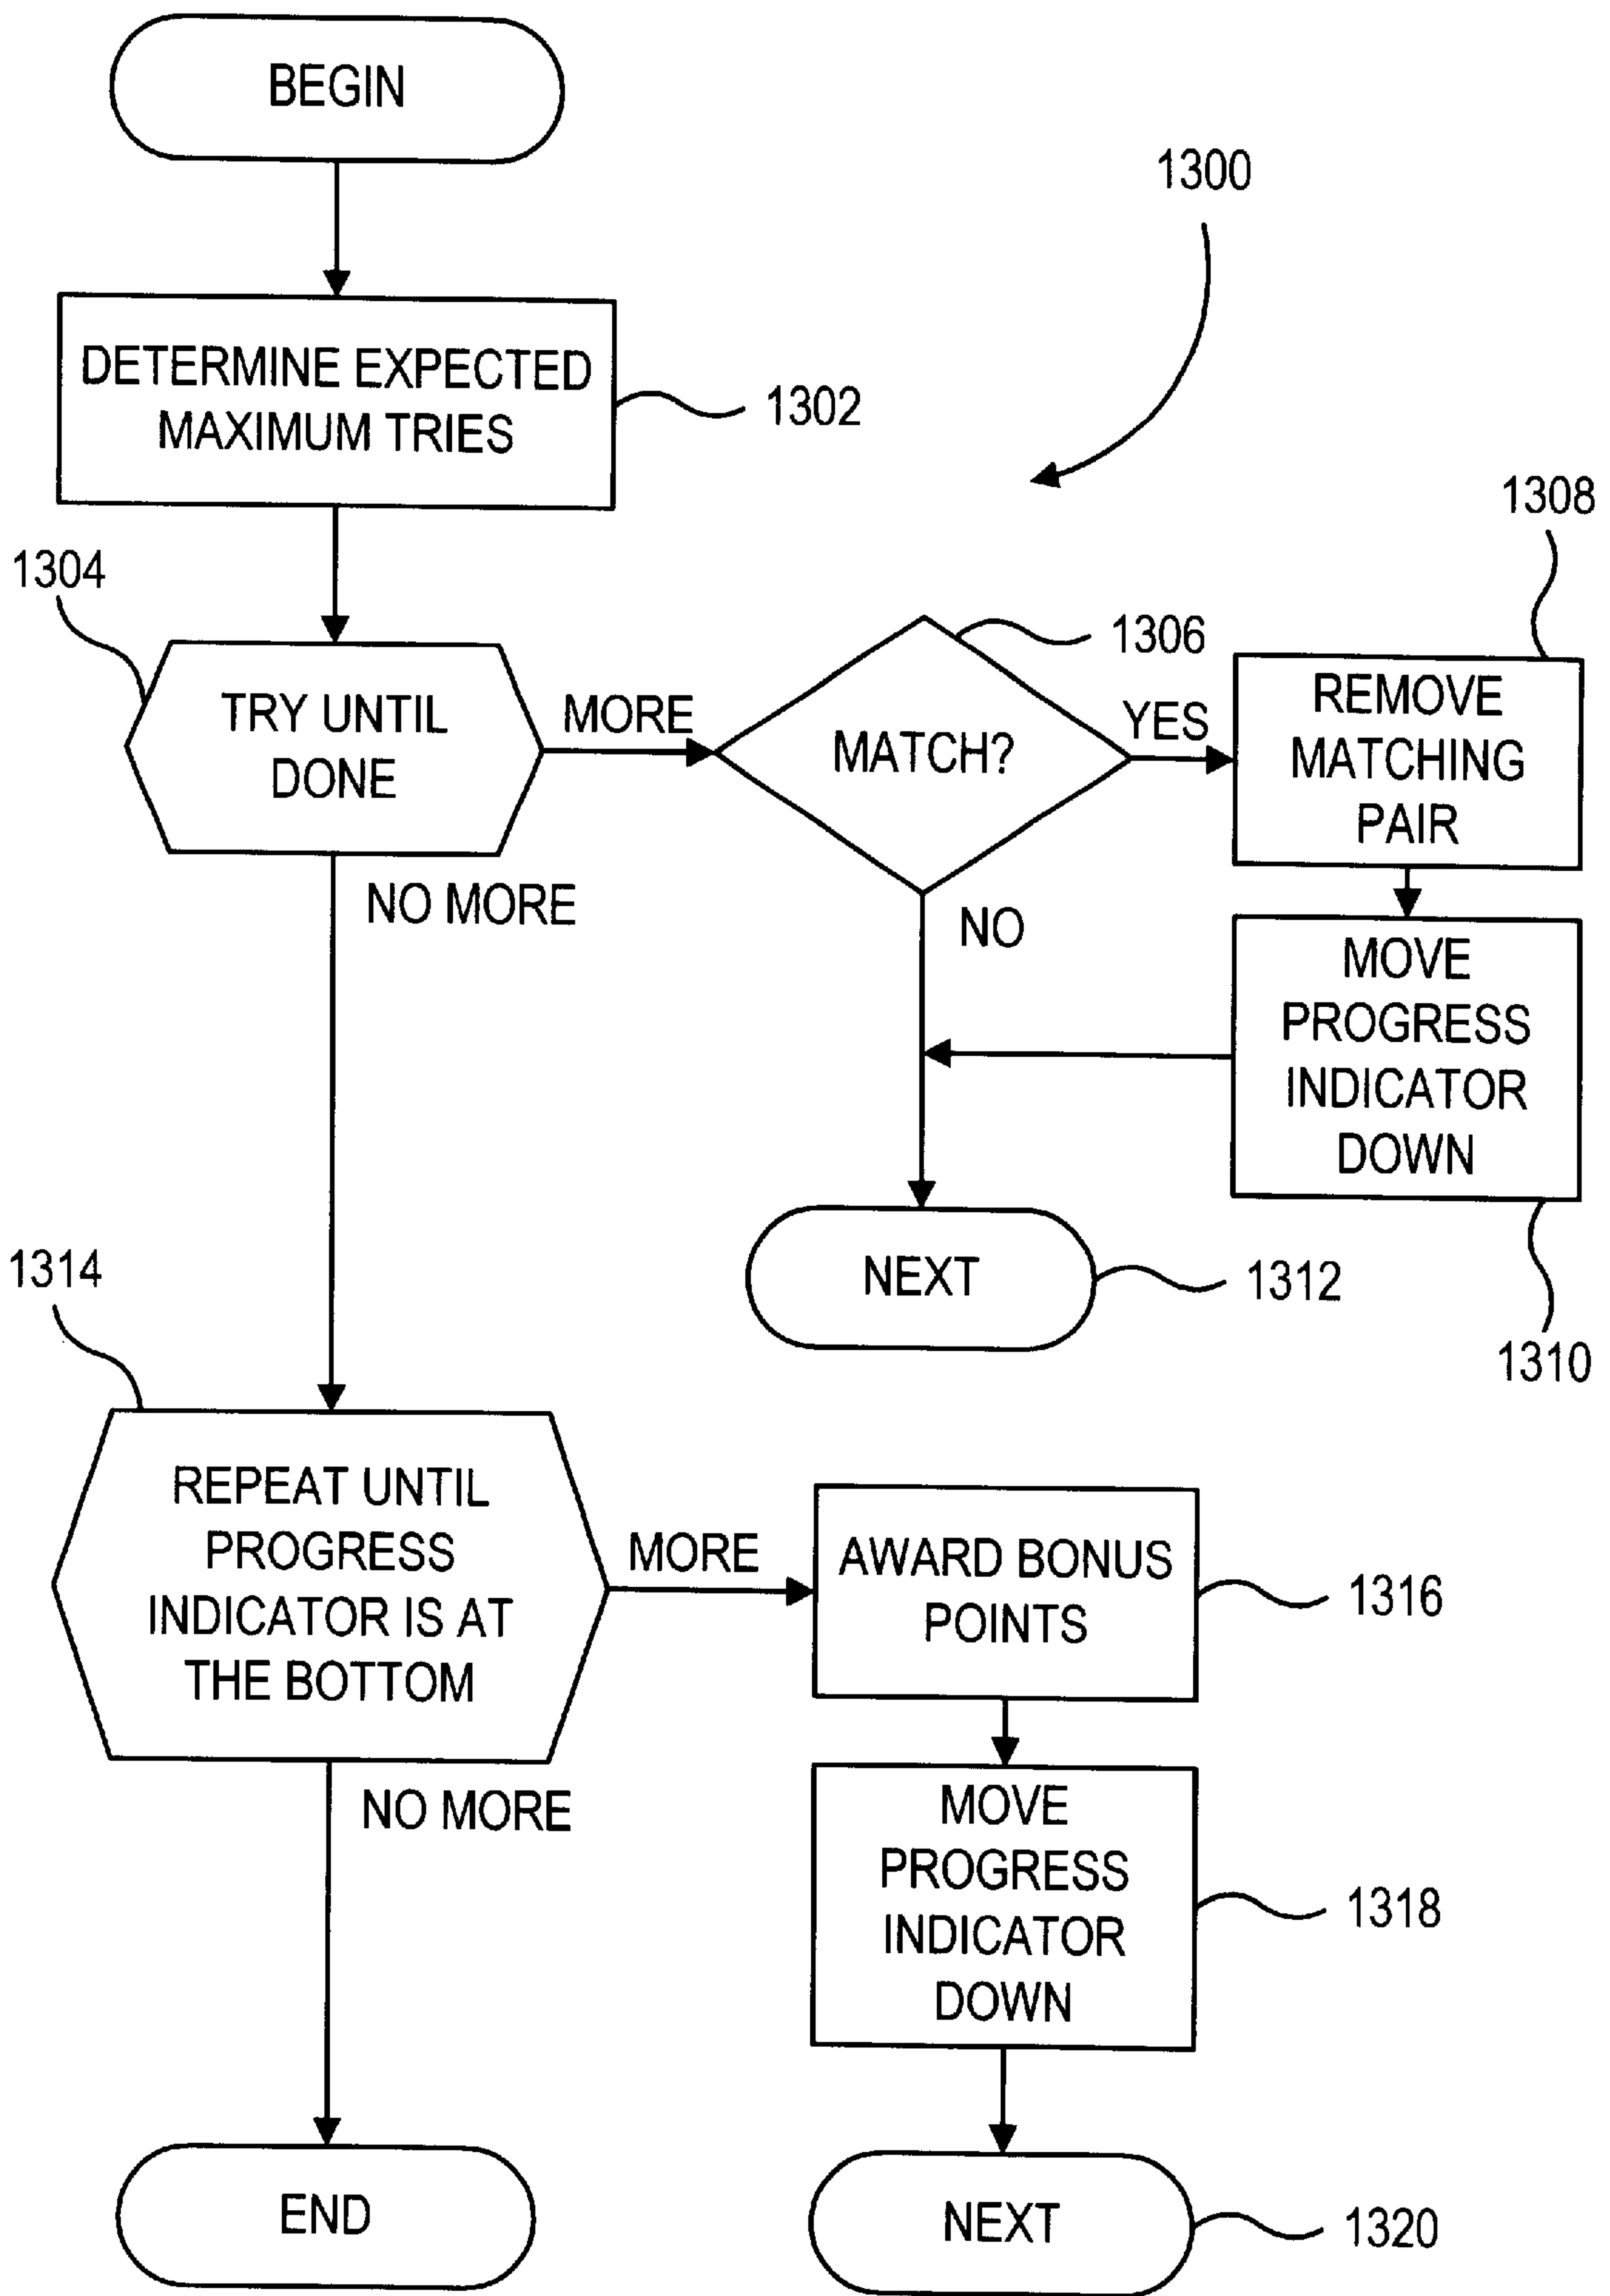 BEGIN
1300
DETERMINE EXPECTED
MAXIMUM TRIES
1302
1304
TRY UNTIL
DONE
MORE
NO MORE
1306
MATCH?
YES
NO
1308
REMOVE
MATCHING
PAIR
MOVE
PROGRESS
INDICATOR
DOWN
1310
NEXT
1312
1314
REPEAT UNTIL
PROGRESS
INDICATOR IS AT
THE BOTTOM
MORE
NO MORE
AWARD BONUS
POINTS
1316
MOVE
PROGRESS
INDICATOR
DOWN
1318
END
NEXT
1320